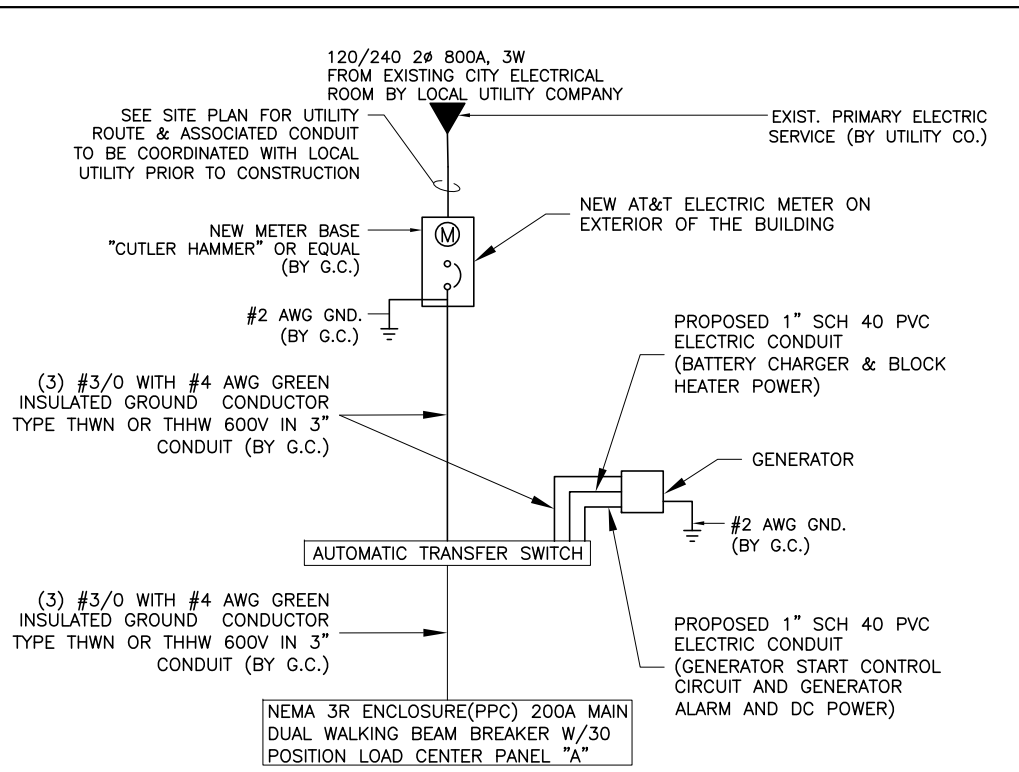 120/240 2ø 800A, 3W
FROM EXISTING CITY ELECTRICAL
ROOM BY LOCAL UTILITY COMPANY
SEE SITE PLAN FOR UTILITY
ROUTE & ASSOCIATED CONDUIT
TO BE COORDINATED WITH LOCAL
UTILITY PRIOR TO CONSTRUCTION
EXIST. PRIMARY ELECTRIC
SERVICE (BY UTILITY CO.)
NEW AT&T ELECTRIC METER ON
EXTERIOR OF THE BUILDING
NEW METER BASE
"CUTLER HAMMER" OR EQUAL
(BY G.C.)
M
#2 AWG GND.
(BY G.C.)
PROPOSED 1" SCH 40 PVC
ELECTRIC CONDUIT
(BATTERY CHARGER & BLOCK
HEATER POWER)
(3) #3/0 WITH #4 AWG GREEN
INSULATED GROUND CONDUCTOR
TYPE THWN OR THHW 600V IN 3"
CONDUIT (BY G.C.)
GENERATOR
#2 AWG GND.
(BY G.C.)
AUTOMATIC TRANSFER SWITCH
(3) #3/0 WITH #4 AWG GREEN
INSULATED GROUND CONDUCTOR
TYPE THWN OR THHW 600V IN 3"
CONDUIT (BY G.C.)
PROPOSED 1" SCH 40 PVC
ELECTRIC CONDUIT
(GENERATOR START CONTROL
CIRCUIT AND GENERATOR
ALARM AND DC POWER)
NEMA 3R ENCLOSURE(PPC) 200A MAIN
DUAL WALKING BEAM BREAKER W/30
POSITION LOAD CENTER PANEL "A"